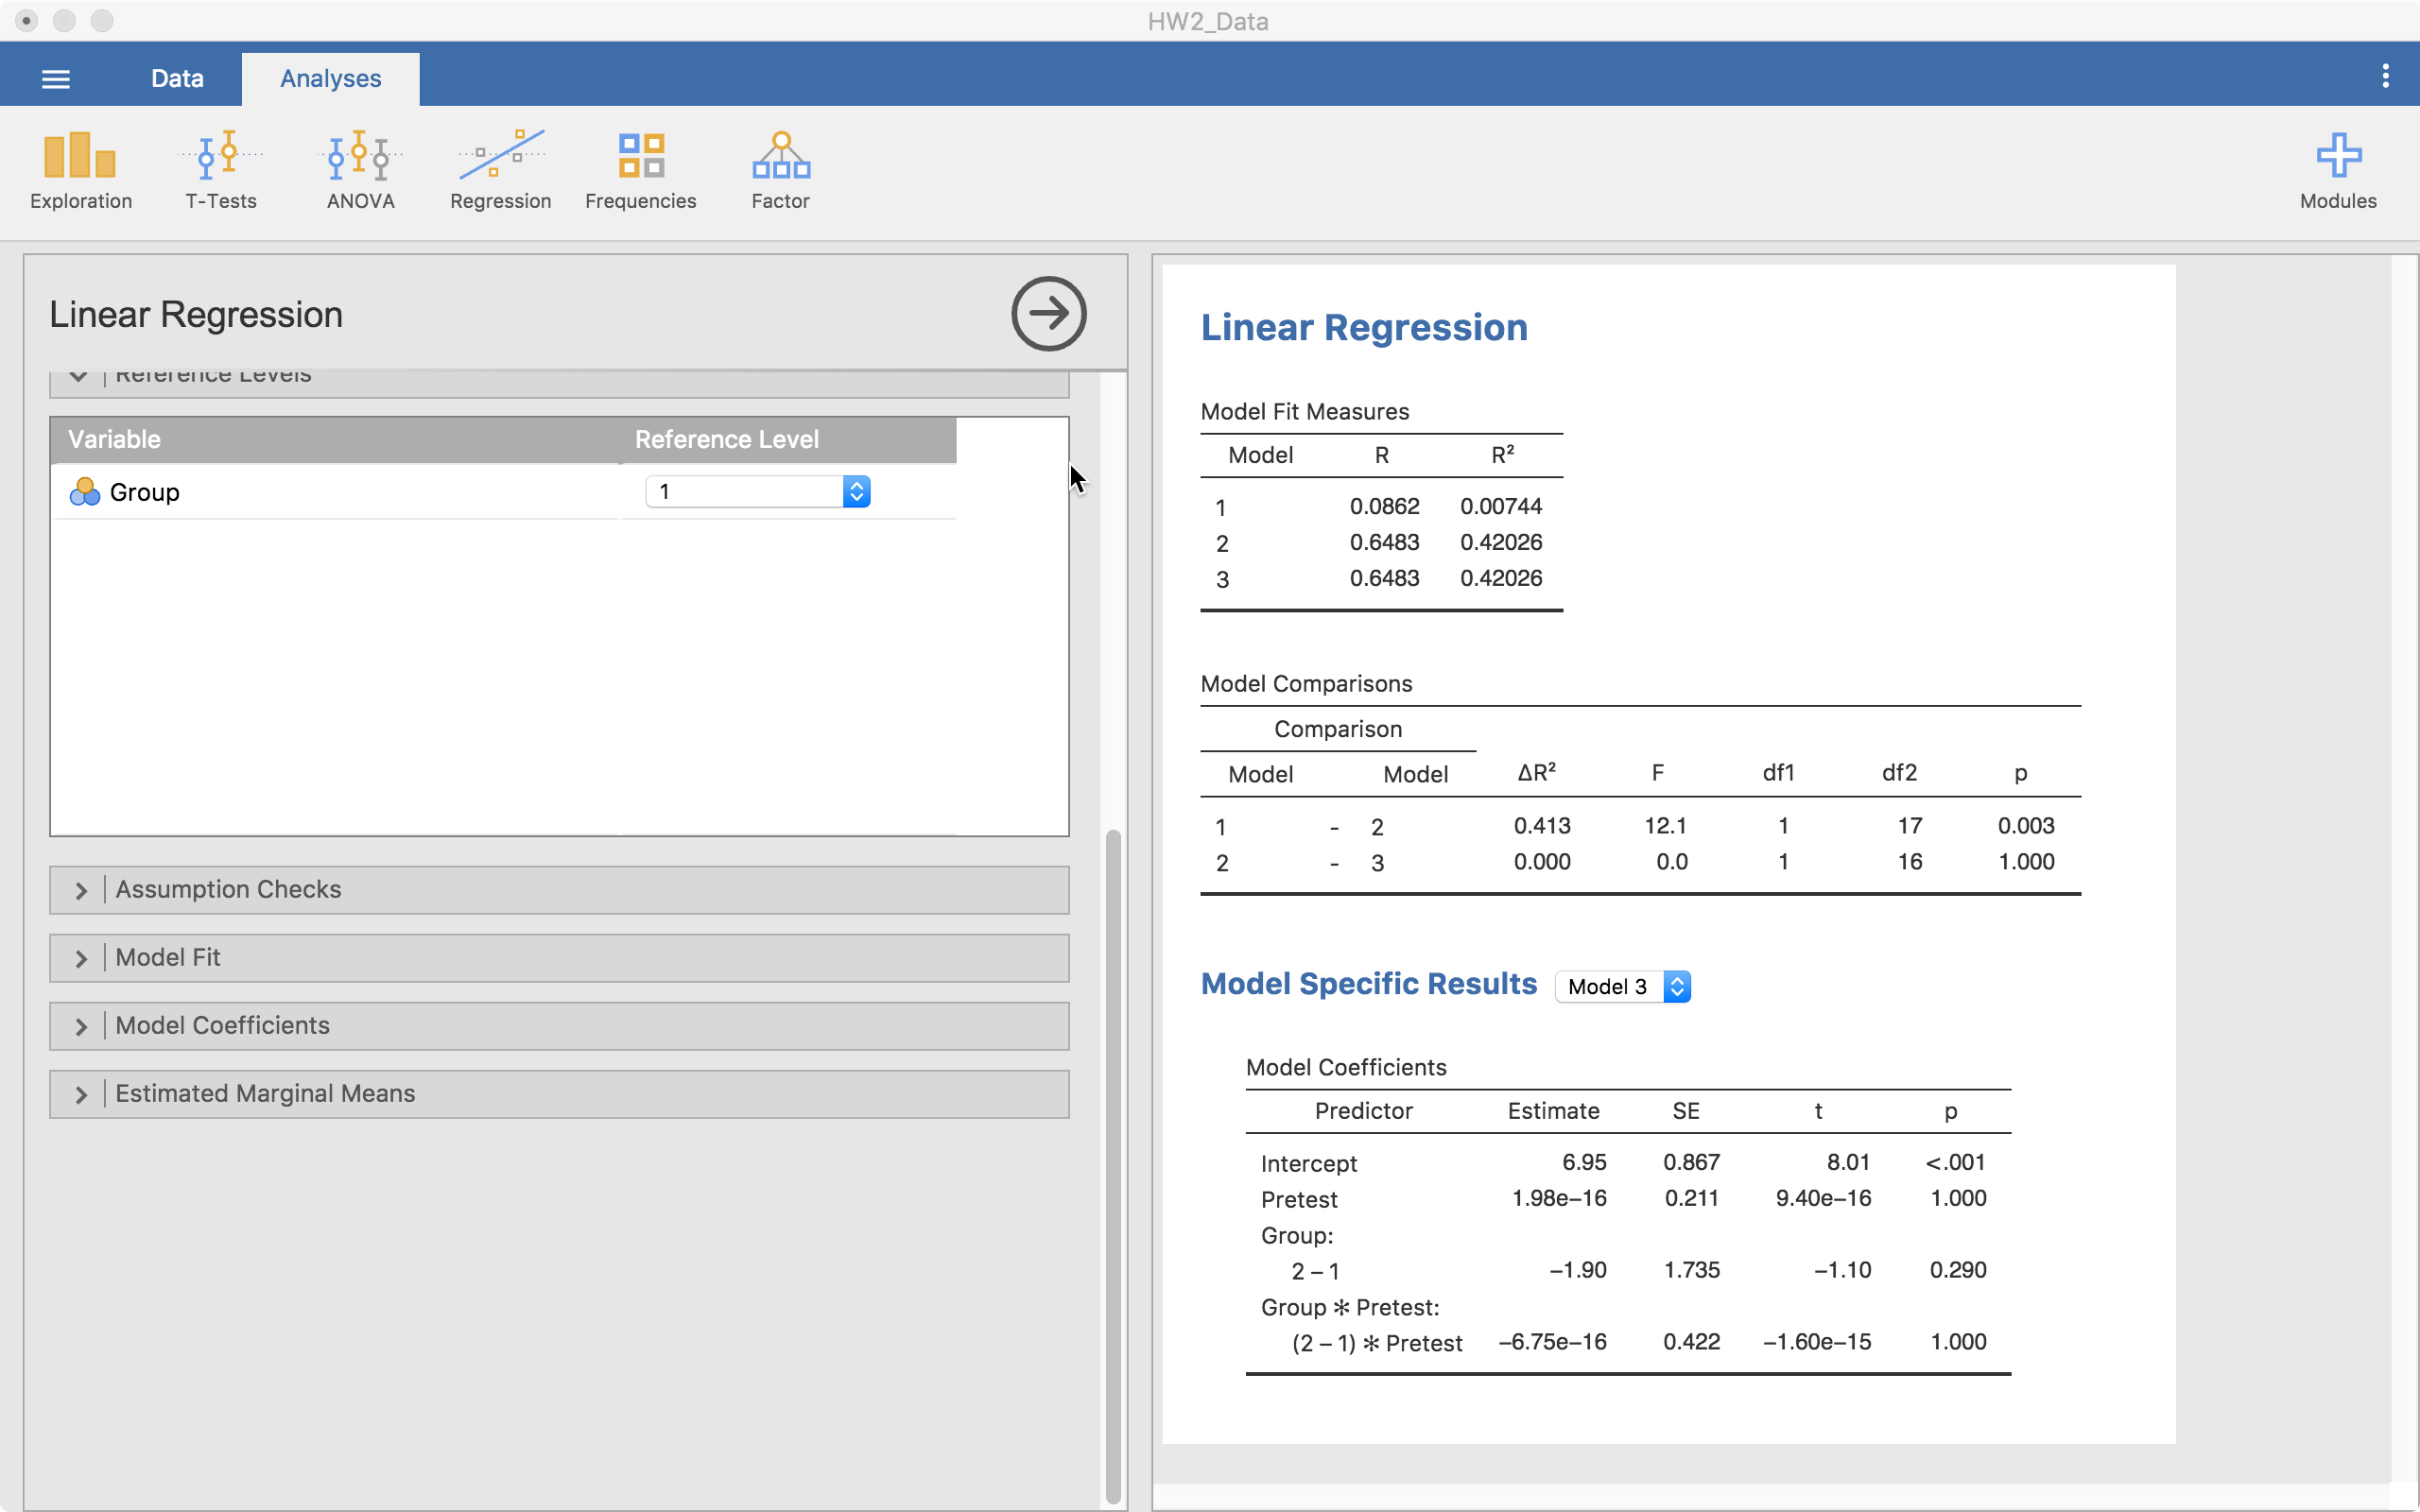 HW2_Data
Data Analyses
Exploration T-Tests ANOVA Regression Frequencies Factor Modules
Linear Regression
Reference Levels
Variable Reference Level
Group 1
Assumption Checks
Model Fit
Model Coefficients
Estimated Marginal Means
Linear Regression
Model Fit Measures
Model R R²
1 0.0862 0.00744
2 0.6483 0.42026
3 0.6483 0.42026
Model Comparisons
Comparison
Model Model ΔR² F df1 df2 p
1 - 2 0.413 12.1 1 17 0.003
2 - 3 0.000 0.0 1 16 1.000
Model Specific Results Model 3
Model Coefficients
Predictor Estimate SE t p
Intercept 6.95 0.867 8.01 <.001
Pretest 1.98e−16 0.211 9.40e−16 1.000
Group:
2 – 1 −1.90 1.735 −1.10 0.290
Group ✻ Pretest:
(2 – 1) ✻ Pretest −6.75e−16 0.422 −1.60e−15 1.000